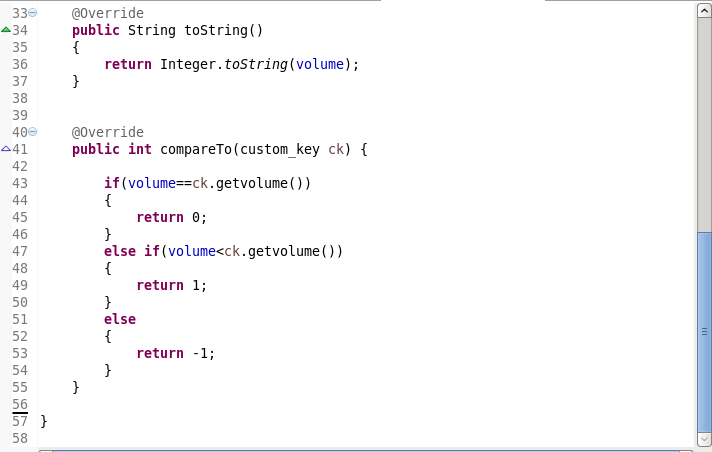 33 @Override
34 public String toString()
35 {
36 return Integer.toString(volume);
37 }
38
39
40 @Override
41 public int compareTo(custom_key ck) {
42
43 if(volume==ck.getvolume())
44 {
45 return 0;
46 }
47 else if(volume<ck.getvolume())
48 {
49 return 1;
50 }
51 else
52 {
53 return -1;
54 }
55 }
56
57 }
58